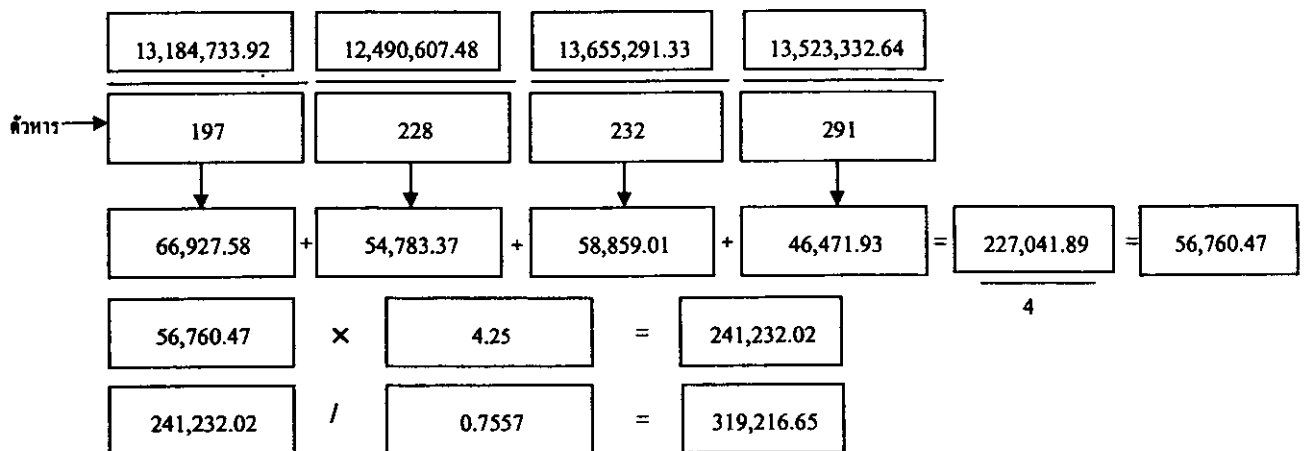 13,184,733.92 12,490,607.48 13,655,291.33 13,523,332.64
ตัวหาร 197 228 232 291
66,927.58 + 54,783.37 + 58,859.01 + 46,471.93 = 227,041.89 = 56,760.47
4
56,760.47 × 4.25 = 241,232.02
241,232.02 / 0.7557 = 319,216.65